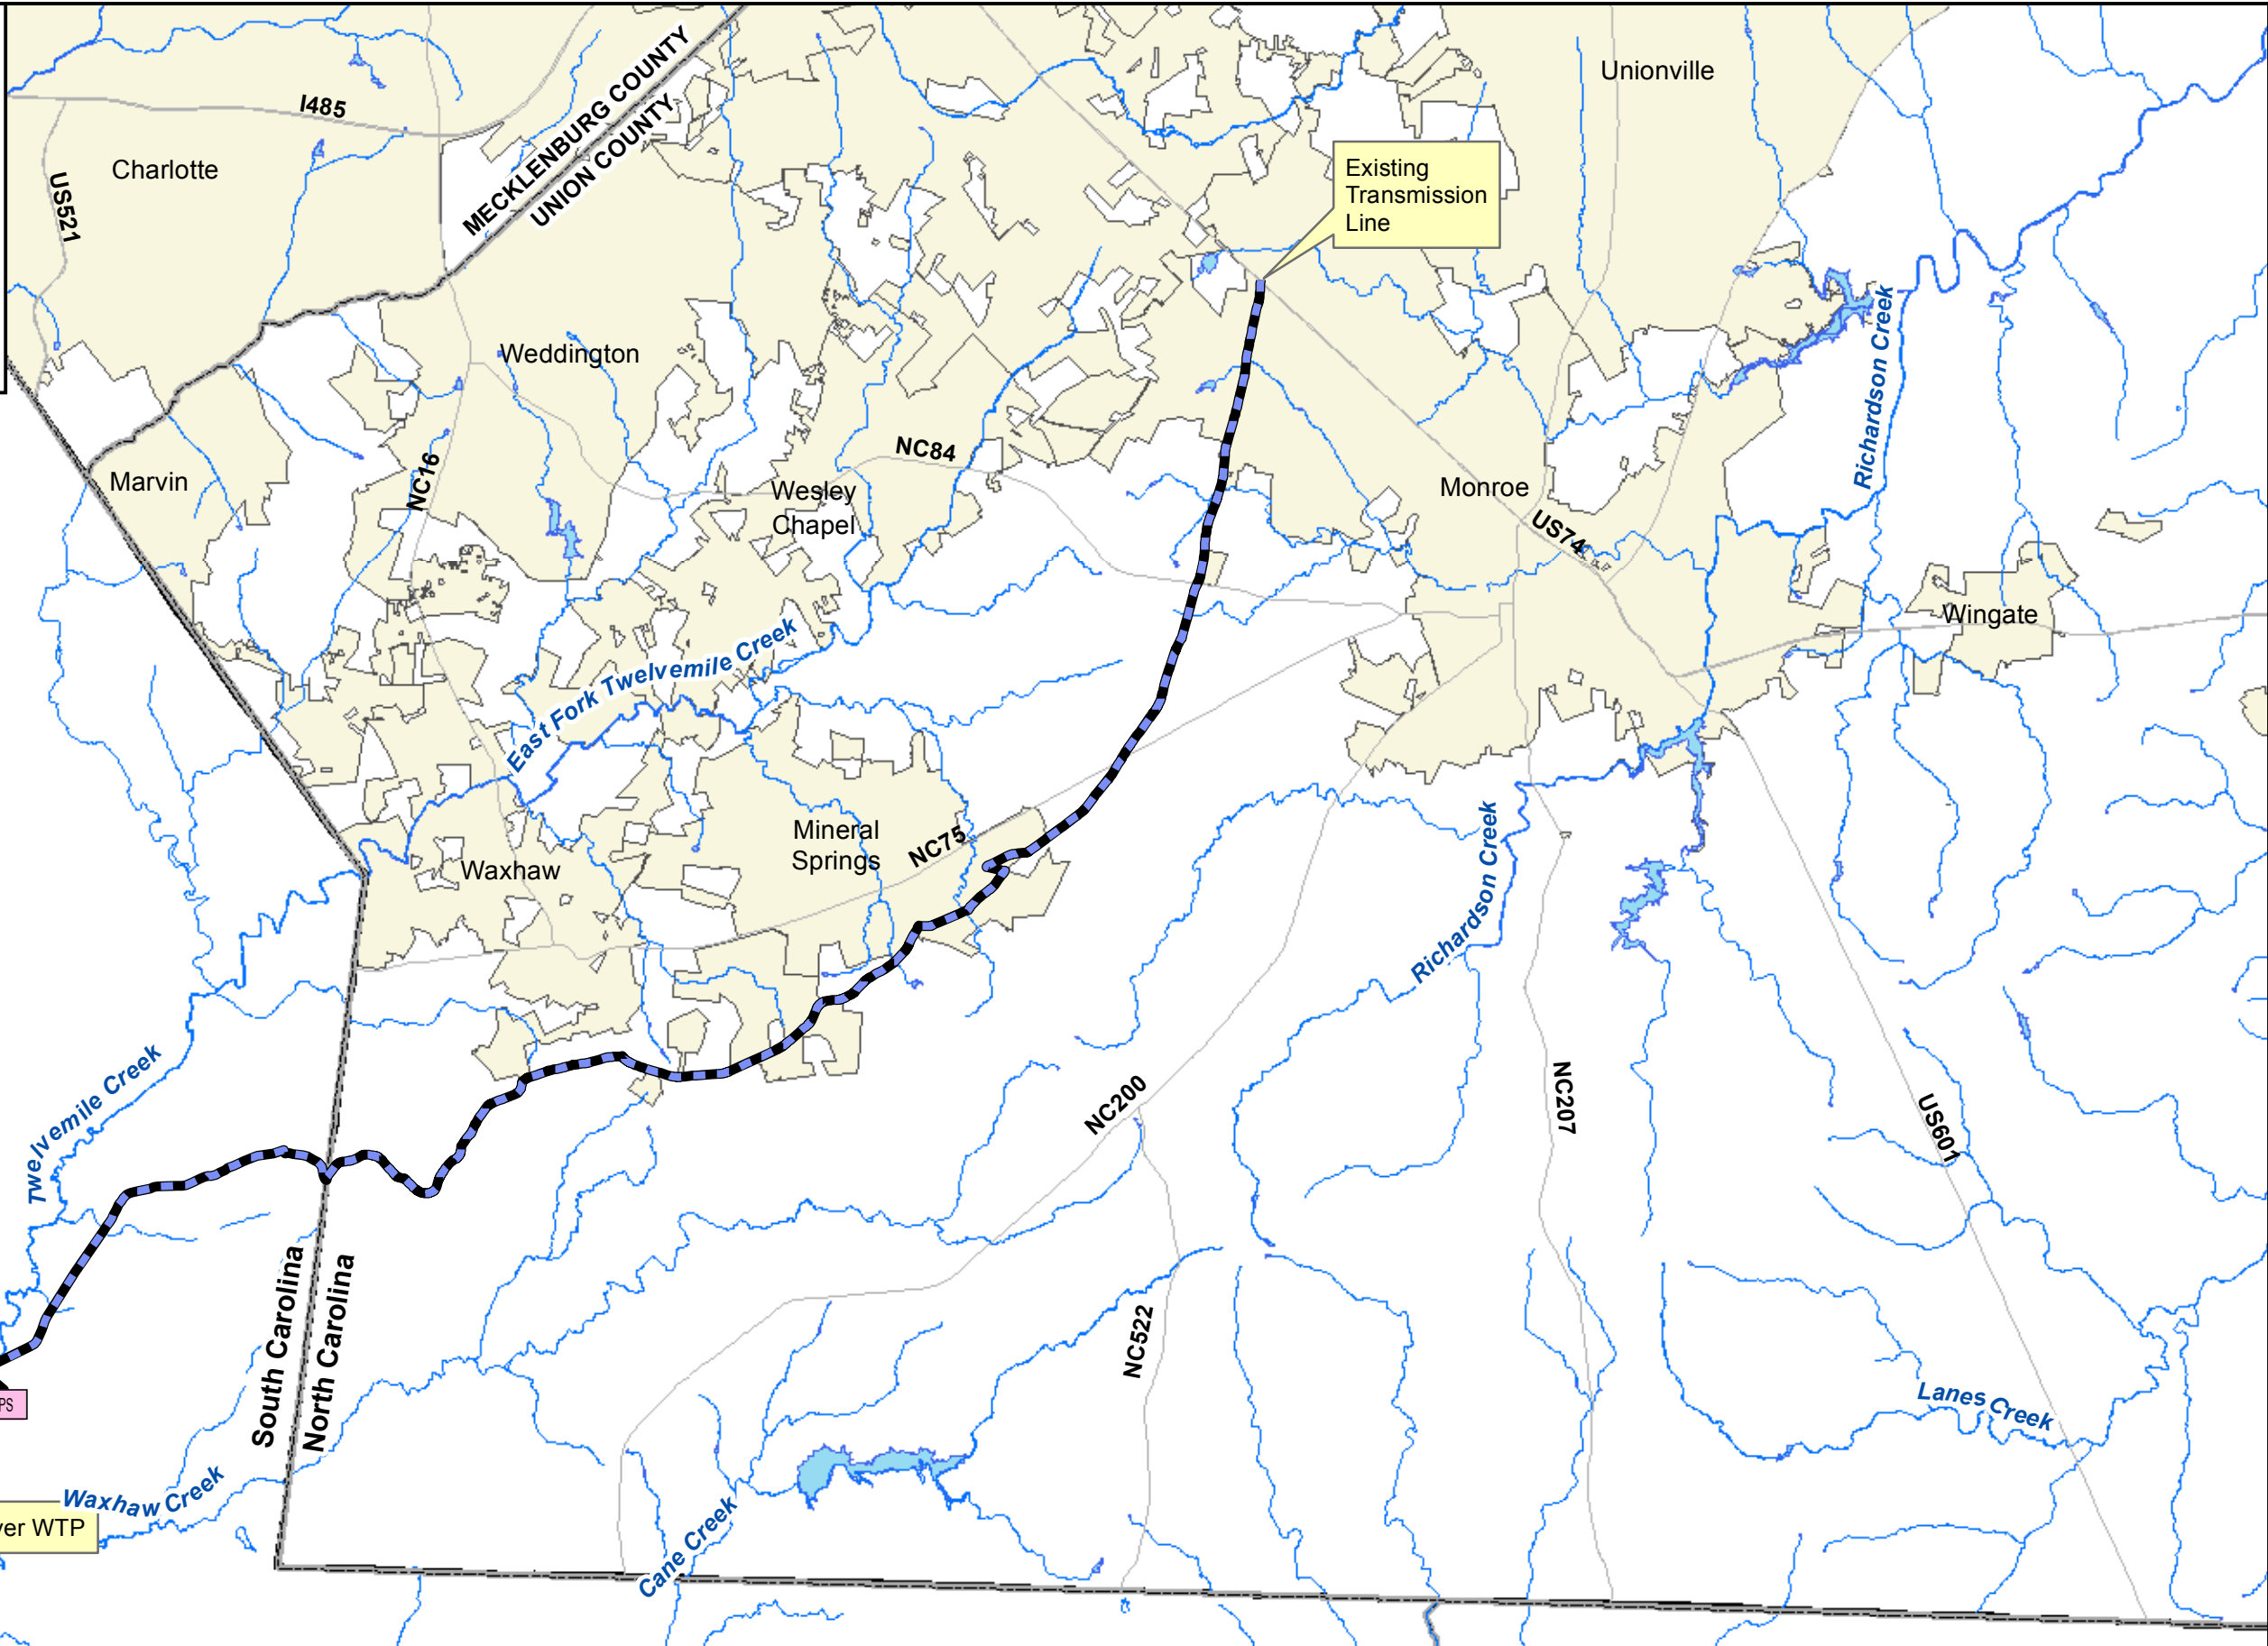 Unionville
MECKLENBURG COUNTY
UNION COUNTY
I485
Charlotte
US521
Existing
Transmission
Line
Richardson Creek
Weddington
NC84
Marvin
NC16
Wesley
Chapel
Monroe
US74
Wingate
East Fork Twelvemile Creek
Mineral
Springs
NC75
Waxhaw
Richardson Creek
Twelvemile Creek
NC200
NC207
US601
South Carolina
North Carolina
NC522
PS
Lanes Creek
Waxhaw Creek
WTP
Cane Creek